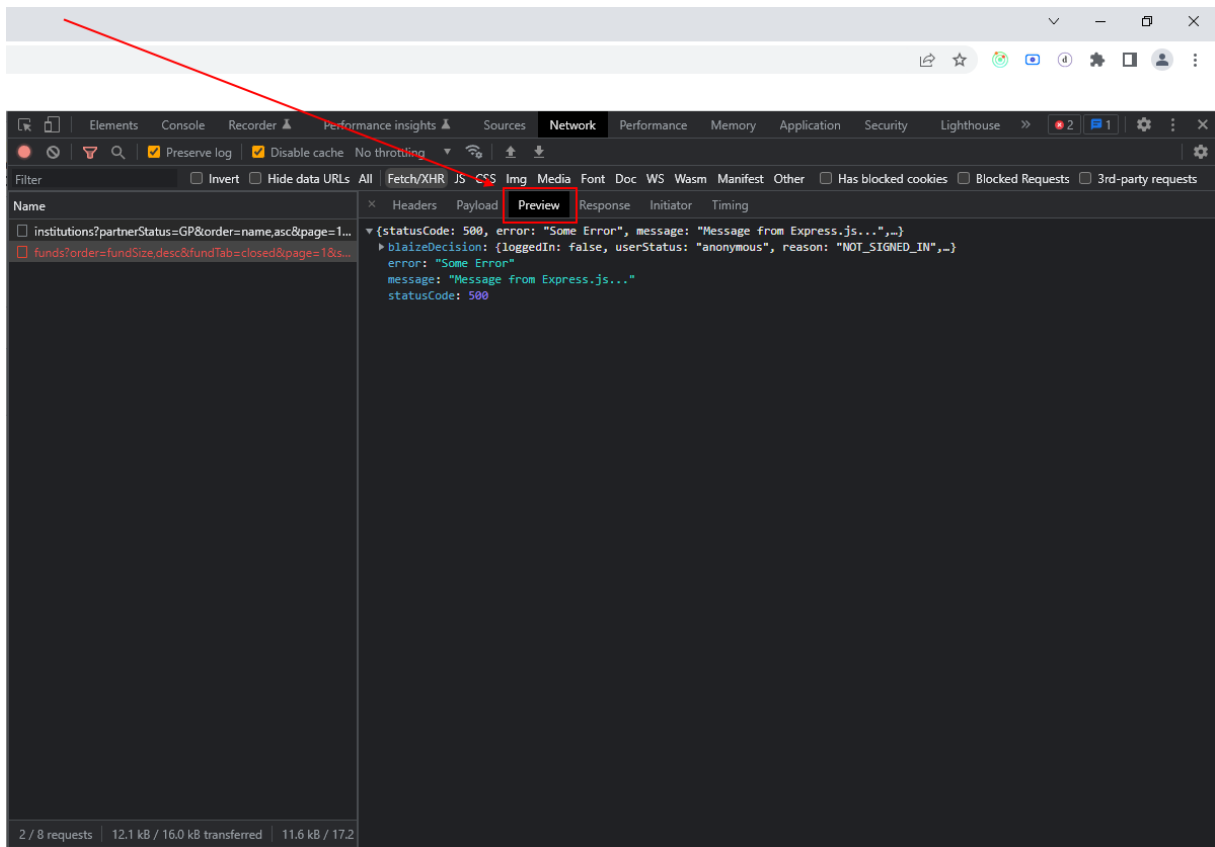 Elements Console Recorder Performance insights Sources Network Performance Memory Application Security Lighthouse » 2 1
Preserve log Disable cache No throttling
Filter Invert Hide data URLs All Fetch/XHR JS CSS Img Media Font Doc WS Wasm Manifest Other Has blocked cookies Blocked Requests 3rd-party requests
Name
Headers Payload Preview Response Initiator Timing
institutions?partnerStatus=GP&order=name,asc&page=1...
funds?order=fundSize,desc&fundTab=closed&page=1&s...
{statusCode: 500, error: "Some Error", message: "Message from Express.js...",…}
blaizeDecision: {loggedIn: false, userStatus: "anonymous", reason: "NOT_SIGNED_IN",…}
error: "Some Error"
message: "Message from Express.js..."
statusCode: 500
2 / 8 requests 12.1 kB / 16.0 kB transferred 11.6 kB / 17.2